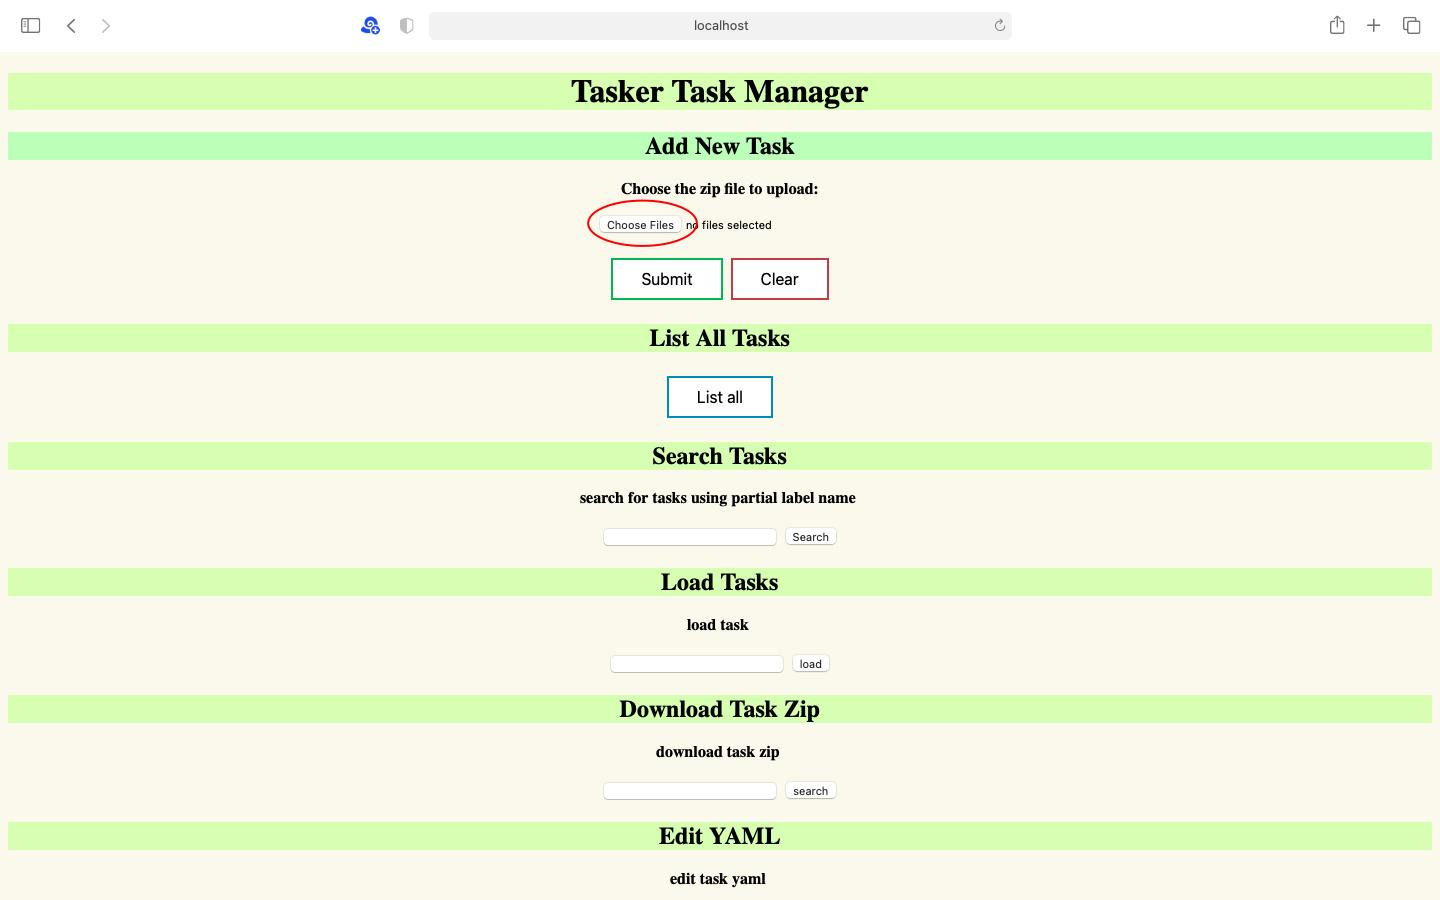 localhost
Tasker Task Manager
Add New Task
Choose the zip file to upload:
Choose Files no files selected
Submit Clear
List All Tasks
List all
Search Tasks
search for tasks using partial label name
Search
Load Tasks
load task
load
Download Task Zip
download task zip
search
Edit YAML
edit task yaml